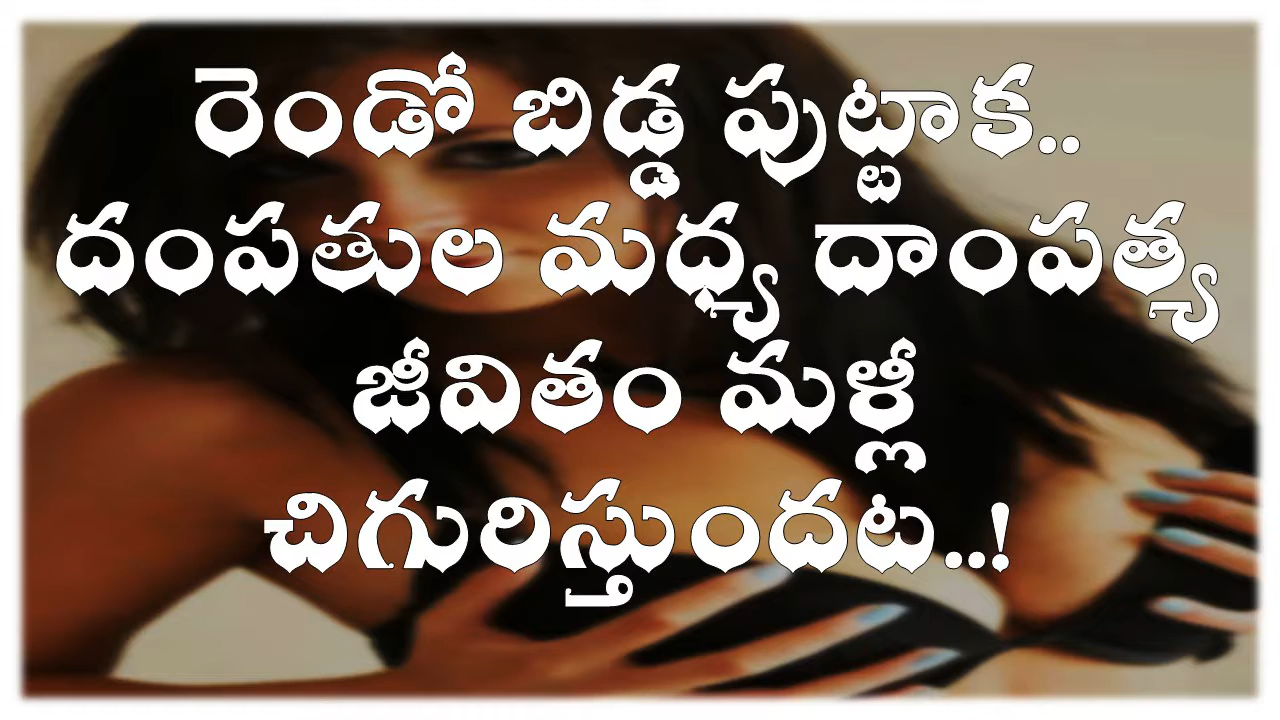 రెండో బిడ్డ పుట్టాక..
దంపతుల మధ్య దాంపత్య
జీవితం మళ్లీ
చిగురిస్తుందట..!